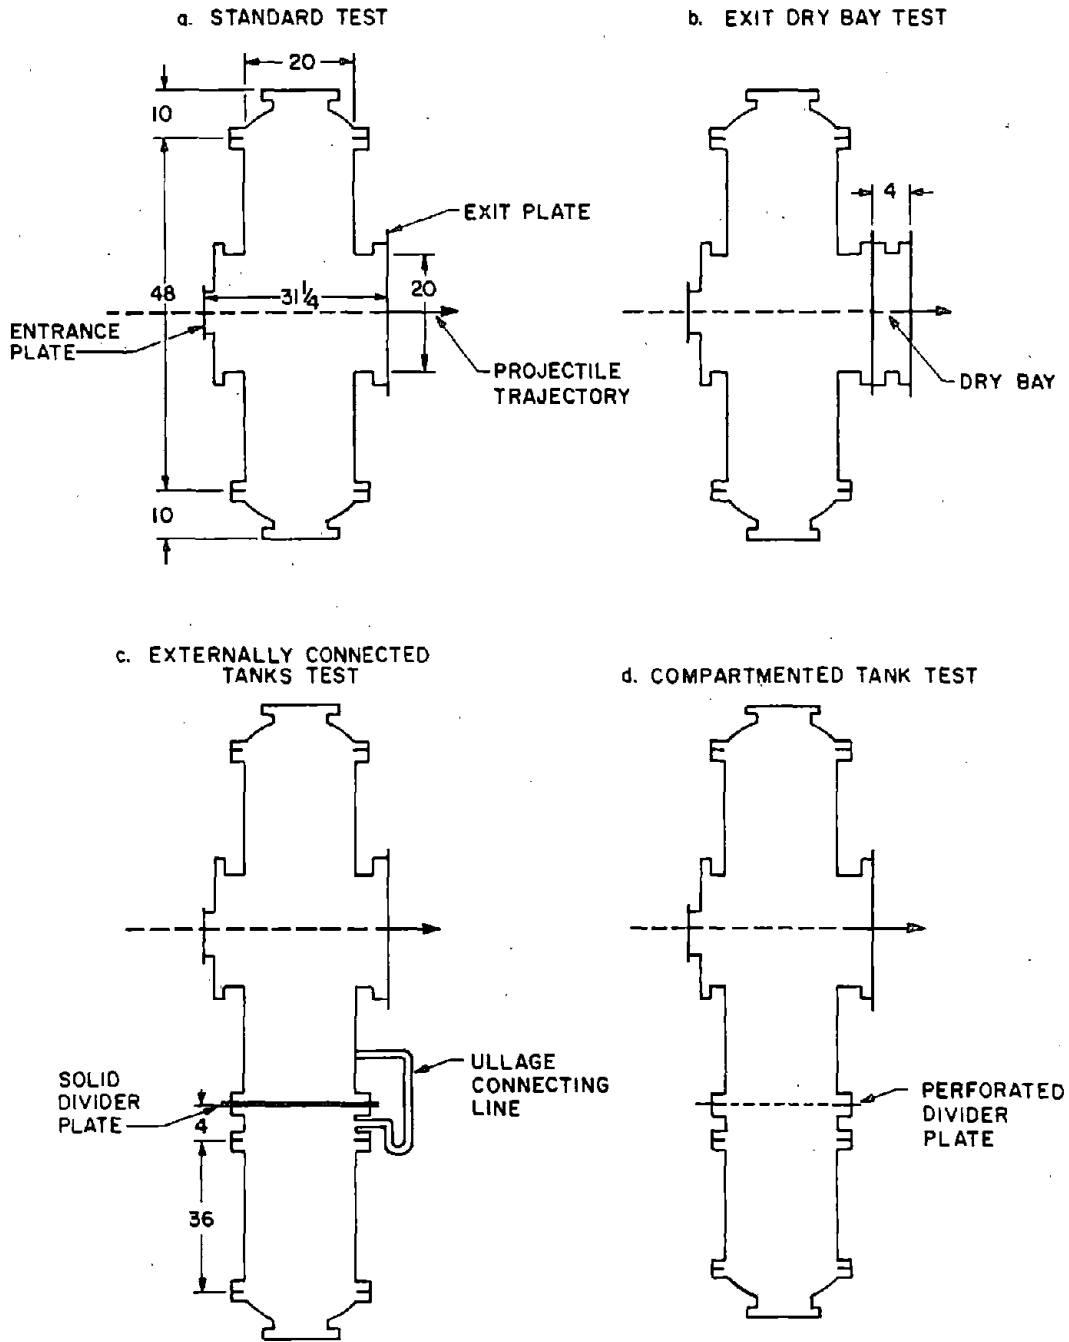 a. STANDARD TEST
20
10
EXIT PLATE
48
31 1/4
20
ENTRANCE
PLATE
PROJECTILE
TRAJECTORY
10
b. EXIT DRY BAY TEST
4
DRY BAY
c. EXTERNALLY CONNECTED
TANKS TEST
SOLID
DIVIDER
PLATE
4
ULLAGE
CONNECTING
LINE
36
d. COMPARTMENTED TANK TEST
PERFORATED
DIVIDER
PLATE